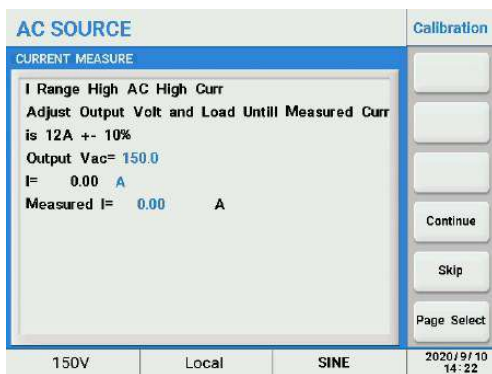 AC SOURCE
Calibration
CURRENT MEASURE
I Range High AC High Curr
Adjust Output Volt and Load Untill Measured Curr
is 12A +- 10%
Output Vac= 150.0
I= 0.00 A
Measured I= 0.00 A
Continue
Skip
Page Select
150V Local SINE 2020/9/10
14:22